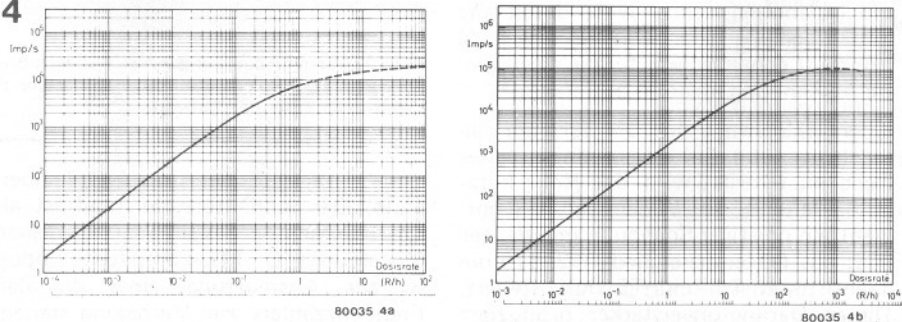 4
10⁵
Imp/s
10⁴
10³
10²
10
1
10⁻⁴ 10⁻³ 10⁻² 10⁻¹ 1 10 10²
Dosisrate
(R/h)
80035 4a
10⁶
Imp/s
10⁵
10⁴
10³
10²
10
1
10⁻³ 10⁻² 10⁻¹ 1 10 10² 10³ 10⁴
Dosisrate
(R/h)
80035 4b